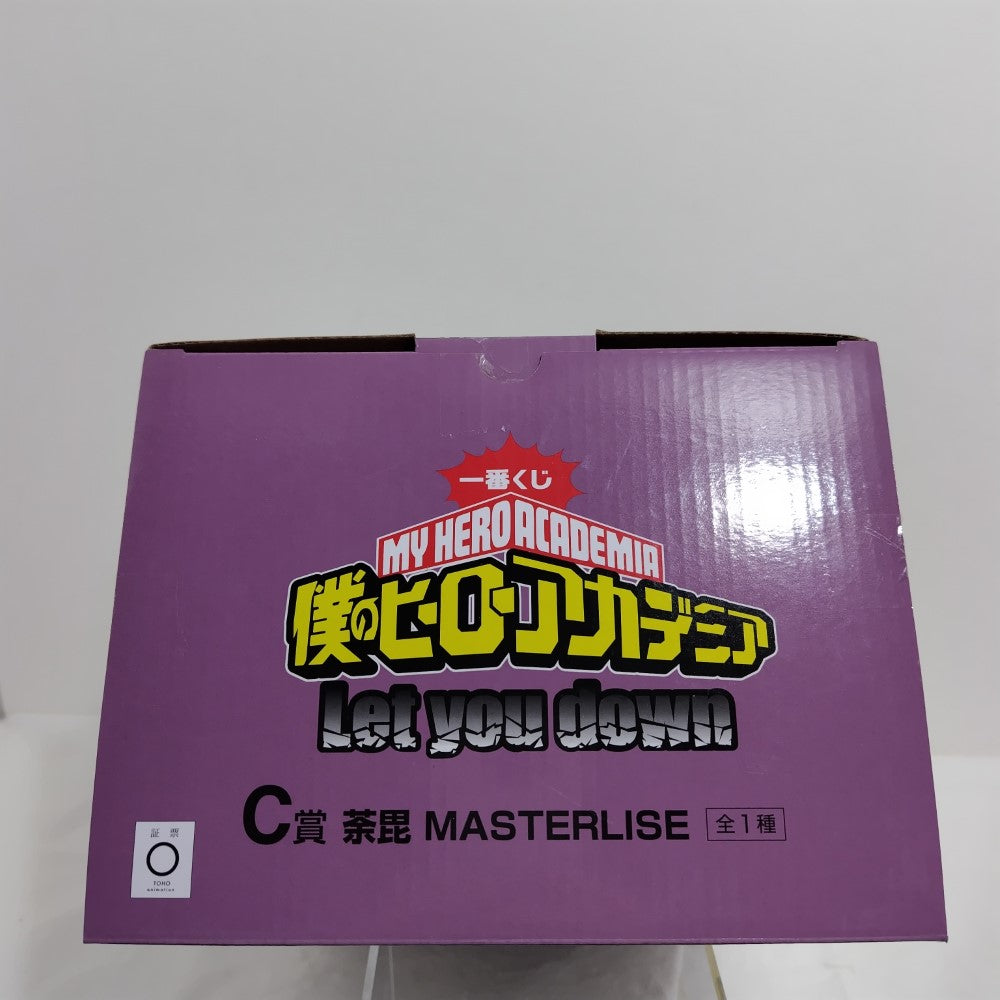 一番くじ
MY HERO ACADEMIA
僕のヒーローアカデミア
Let you down
C賞 荼毘 MASTERLISE 全1種
証票
TOHO
animation